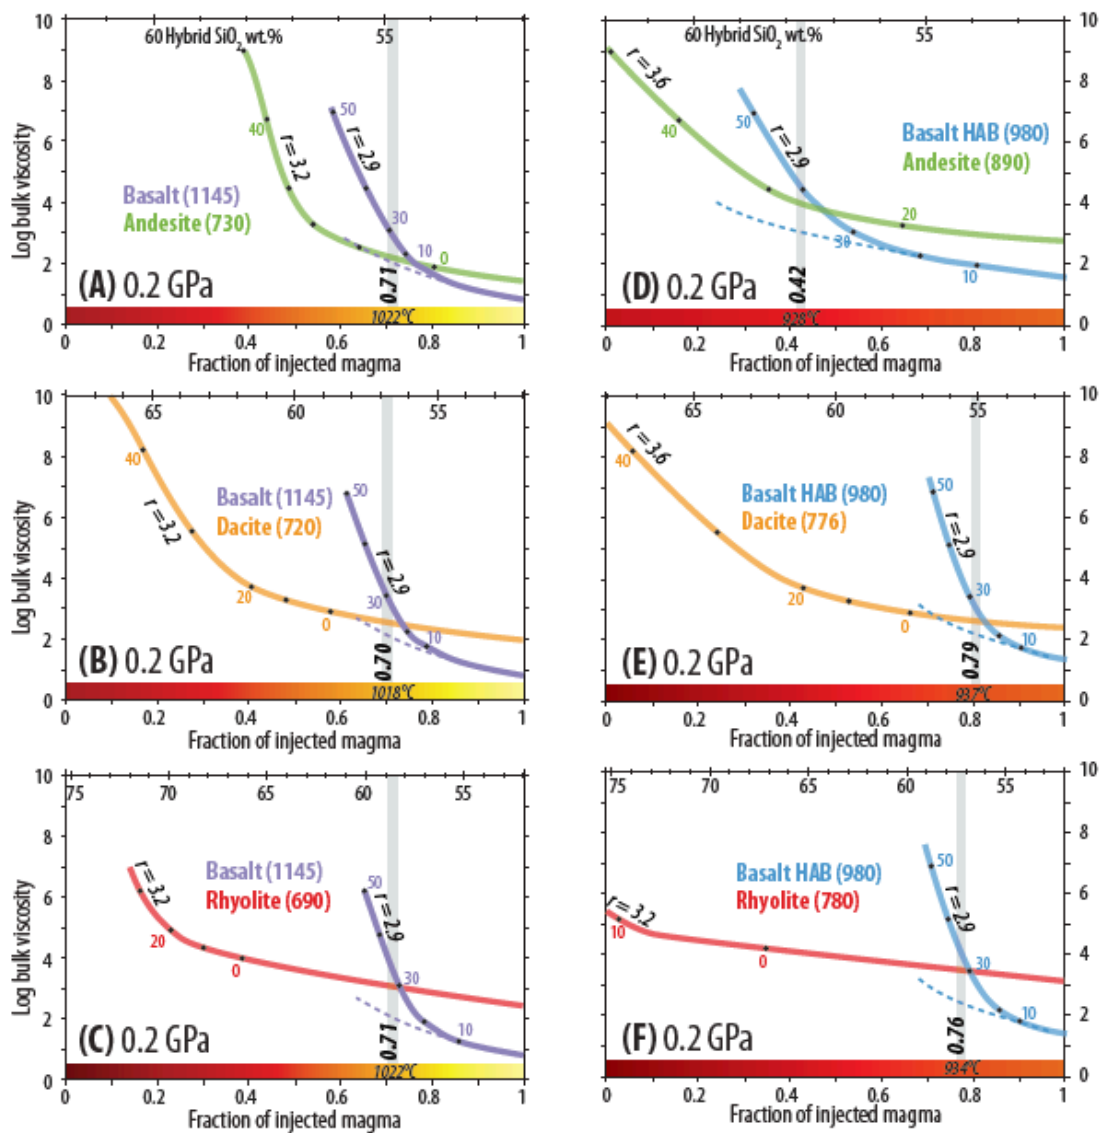 10
60 Hybrid SiO2 wt.%
55
8
50
r = 2.9
Log bulk viscosity
6
40
r = 3.2
Basalt (1145)
4
Andesite (730)
30
10
0
2
(A) 0.2 GPa
0.71
0
1022°C
0
0.2
0.4
0.6
0.8
1
Fraction of injected magma
60 Hybrid SiO2 wt.%
55
10
r = 3.6
8
50
Basalt HAB (980)
40
r = 2.9
6
Andesite (890)
4
20
30
2
10
(D) 0.2 GPa
0.42
928°C
0
0
0.2
0.4
0.6
0.8
1
Fraction of injected magma
10
65
60
55
8
40
50
Log bulk viscosity
6
r = 3.2
Basalt (1145)
Dacite (720)
r = 2.9
4
20
30
0
10
2
(B) 0.2 GPa
0.70
0
1018°C
0
0.2
0.4
0.6
0.8
1
Fraction of injected magma
65
60
55
10
r = 3.6
8
40
50
Basalt HAB (980)
Dacite (776)
6
r = 2.9
4
20
30
0
10
2
(E) 0.2 GPa
0.79
937°C
0
0
0.2
0.4
0.6
0.8
1
Fraction of injected magma
10
75
70
65
60
55
8
r = 3.2
Basalt (1145)
Rhyolite (690)
50
Log bulk viscosity
6
r = 2.9
4
20
0
30
10
2
(C) 0.2 GPa
0.71
0
1022°C
0
0.2
0.4
0.6
0.8
1
Fraction of injected magma
75
70
65
60
55
10
8
Basalt HAB (980)
Rhyolite (780)
50
r = 3.2
r = 2.9
6
10
4
0
30
10
2
(F) 0.2 GPa
0.76
934°C
0
0
0.2
0.4
0.6
0.8
1
Fraction of injected magma